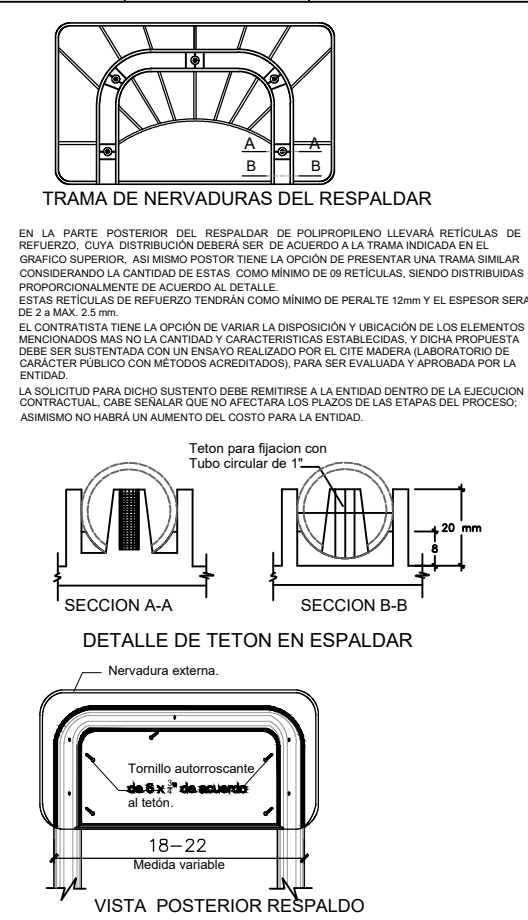 A A
B B
TRAMA DE NERVADURAS DEL RESPALDAR
EN LA PARTE POSTERIOR DEL RESPALDAR DE POLIPROPILENO LLEVARÁ RETÍCULAS DE
REFUERZO, CUYA DISTRIBUCIÓN DEBERÁ SER DE ACUERDO A LA TRAMA INDICADA EN EL
GRAFICO SUPERIOR, ASI MISMO POSTOR TIENE LA OPCIÓN DE PRESENTAR UNA TRAMA SIMILAR
CONSIDERANDO LA CANTIDAD DE ESTAS COMO MÍNIMO DE 09 RETÍCULAS, SIENDO DISTRIBUIDAS
PROPORCIONALMENTE DE ACUERDO AL DETALLE.
ESTAS RETÍCULAS DE REFUERZO TENDRÁN COMO MÍNIMO DE PERALTE 12mm Y EL ESPESOR SERA
DE 2 a MAX. 2.5 mm.
EL CONTRATISTA TIENE LA OPCIÓN DE VARIAR LA DISPOSICIÓN Y UBICACIÓN DE LOS ELEMENTOS
MENCIONADOS MAS NO LA CANTIDAD Y CARACTERISTICAS ESTABLECIDAS, Y DICHA PROPUESTA
DEBE SER SUSTENTADA CON UN ENSAYO REALIZADO POR EL CITE MADERA (LABORATORIO DE
CARÁCTER PÚBLICO CON MÉTODOS ACREDITADOS), PARA SER EVALUADA Y APROBADA POR LA
ENTIDAD.
LA SOLICITUD PARA DICHO SUSTENTO DEBE REMITIRSE A LA ENTIDAD DENTRO DE LA EJECUCION
CONTRACTUAL, CABE SEÑALAR QUE NO AFECTARA LOS PLAZOS DE LAS ETAPAS DEL PROCESO;
ASIMISMO NO HABRÁ UN AUMENTO DEL COSTO PARA LA ENTIDAD.
Teton para fijacion con
Tubo circular de 1"
20 mm
8
SECCION A-A
SECCION B-B
DETALLE DE TETON EN ESPALDAR
Nervadura externa.
Tornillo autorroscante
de 6 x 3/4" de acuerdo
al tetón.
18-22
Medida variable
VISTA POSTERIOR RESPALDO